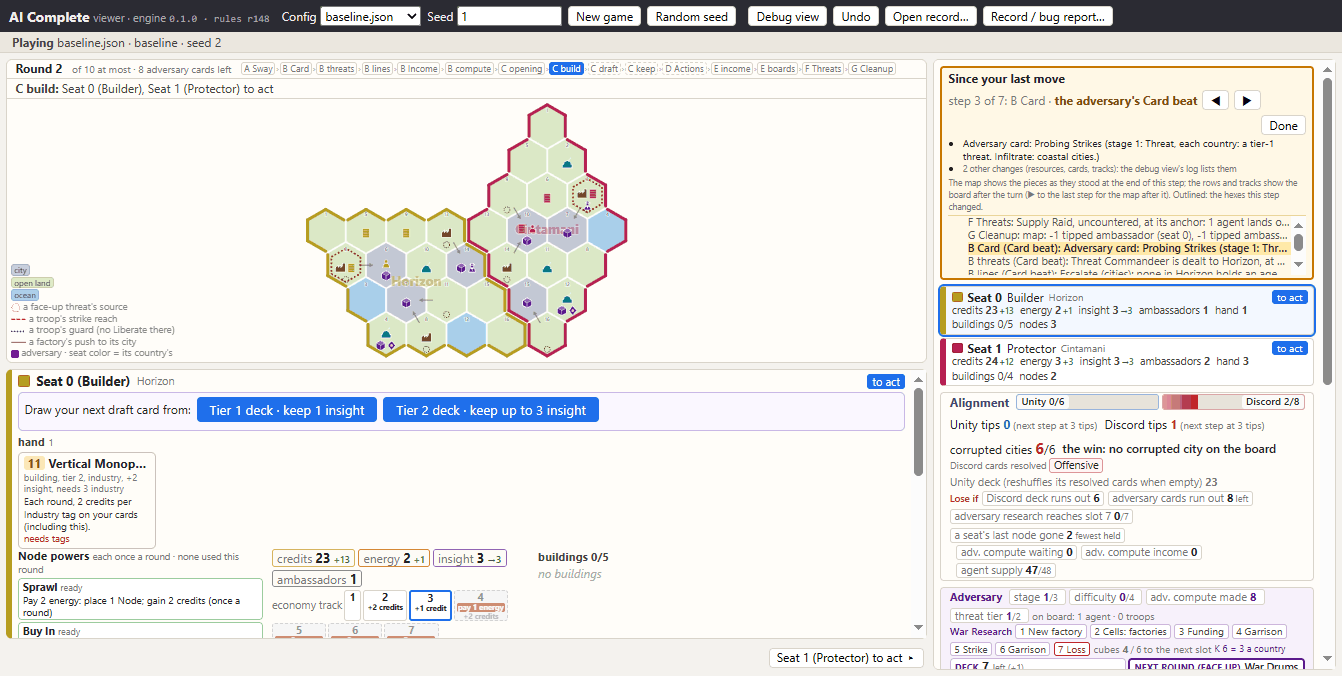 AI Complete viewer · engine 0.1.0 · rules r148 Config baseline.json Seed 1 New game Random seed Debug view Undo Open record... Record / bug report...
Playing baseline.json · baseline · seed 2
Round 2 of 10 at most · 8 adversary cards left A Sway B Card B threats B lines B Income B compute C opening C build C draft C keep D Actions E income E boards F Threats G Cleanup
C build: Seat 0 (Builder), Seat 1 (Protector) to act
Cintamani
Horizon
city
open land
ocean
a face-up threat's source
a troop's strike reach
a troop's guard (no Liberate there)
a factory's push to its city
adversary · seat color = its country's
Seat 0 (Builder) Horizon to act
Draw your next draft card from: Tier 1 deck · keep 1 insight Tier 2 deck · keep up to 3 insight
hand 1
11 Vertical Monop...
building, tier 2, industry, +2
insight, needs 3 industry
Each round, 2 credits per
Industry tag on your cards
(including this).
needs tags
Node powers each once a round · none used this
round
Sprawl ready
Pay 2 energy: place 1 Node; gain 2 credits (once a
round)
Buy In ready
credits 23 +13 energy 2 +1 insight 3 →3
ambassadors 1
economy track 1 2 +2 credits 3 +1 credit 4 pay 1 energy +2 credits
5 6 7
buildings 0/5
no buildings
Seat 1 (Protector) to act ▸
Since your last move
step 3 of 7: B Card · the adversary's Card beat ◀ ▶
Done
Adversary card: Probing Strikes (stage 1: Threat, each country: a tier-1
threat. Infiltrate: coastal cities.)
2 other changes (resources, cards, tracks): the debug view's log lists them
The map shows the pieces as they stood at the end of this step; the rows and tracks show the
board after the turn (▶ to the last step for the map after it). Outlined: the hexes this step
changed.
F Threats: Supply Raid, uncountered, at its anchor: 1 agent lands o...
G Cleanup: map: -1 tipped ambassador (seat 0), -1 tipped ambass...
B Card (Card beat): Adversary card: Probing Strikes (stage 1: Thr...
B threats (Card beat): Threat Commandeer is dealt to Horizon, at ...
B lines (Card beat): Escalate (cities): none in Horizon holds an age...
Seat 0 Builder Horizon to act
credits 23 +13 energy 2 +1 insight 3 →3 ambassadors 1 hand 1
buildings 0/5 nodes 3
Seat 1 Protector Cintamani to act
credits 24 +12 energy 3 +3 insight 3 →3 ambassadors 2 hand 3
buildings 0/4 nodes 2
Alignment Unity 0/6 Discord 2/8
Unity tips 0 (next step at 3 tips) Discord tips 1 (next step at 3 tips)
corrupted cities 6/6 the win: no corrupted city on the board
Discord cards resolved Offensive
Unity deck (reshuffles its resolved cards when empty) 23
Lose if Discord deck runs out 6 adversary cards run out 8 left
adversary research reaches slot 7 0/7
a seat's last node gone 2 fewest held
adv. compute waiting 0 adv. compute income 0
agent supply 47/48
Adversary stage 1/3 difficulty 0/4 adv. compute made 8
threat tier 1/2 on board: 1 agent · 0 troops
War Research 1 New factory 2 Cells: factories 3 Funding 4 Garrison
5 Strike 6 Garrison 7 Loss cubes 4 / 6 to the next slot K 6 = 3 a country
DECK 7 left (+1) NEXT ROUND (FACE UP) War Drums